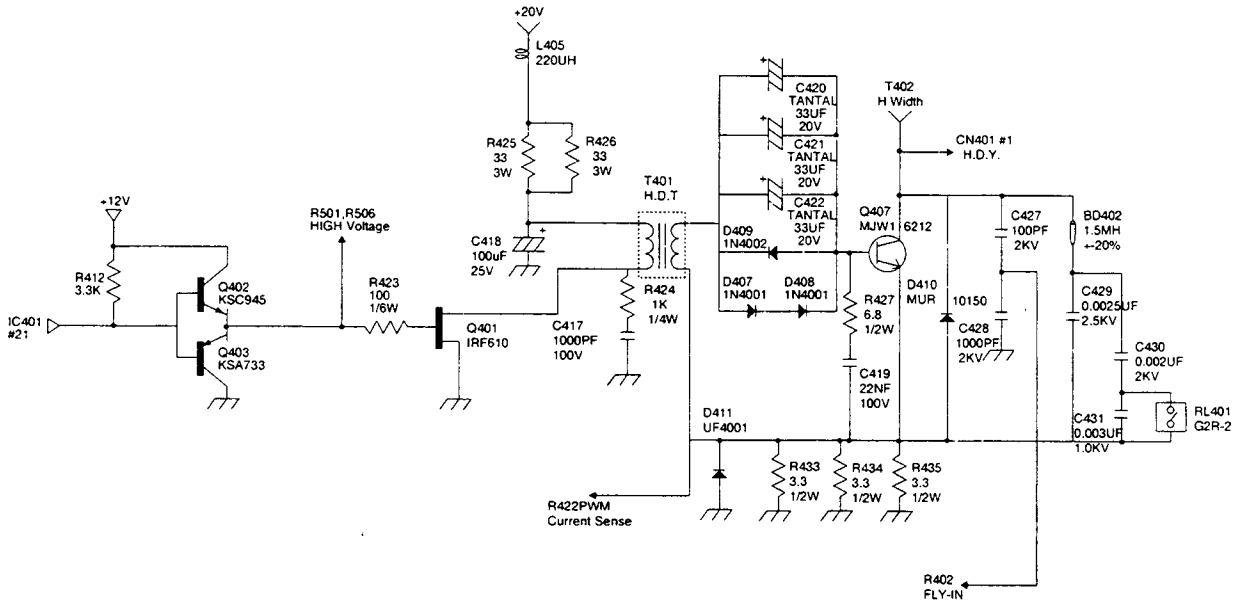 +20V
L405
220UH
R425
33
3W
R426
33
3W
T401
H.D.T
C418
100uF
25V
+
+
C420
TANTAL
33UF
20V
+
C421
TANTAL
33UF
20V
+
C422
TANTAL
33UF
20V
T402
H Width
CN401 #1
H.D.Y.
+12V
R412
3.3K
Q402
KSC945
IC401
#21
Q403
KSA733
R501,R506
HIGH Voltage
R423
100
1/6W
Q401
IRF610
C417
1000PF
100V
R424
1K
1/4W
D409
1N4002
D407
1N4001
D408
1N4001
Q407
MJW1 6212
D410
MUR
10150
R427
6.8
1/2W
C419
22NF
100V
C427
100PF
2KV
C428
1000PF
2KV
BD402
1.5MH
+-20%
C429
0.0025UF
2.5KV
C430
0.002UF
2KV
C431
0.003UF
1.0KV
RL401
G2R-2
D411
UF4001
R433
3.3
1/2W
R434
3.3
1/2W
R435
3.3
1/2W
R422PWM
Current Sense
R402
FLY-IN